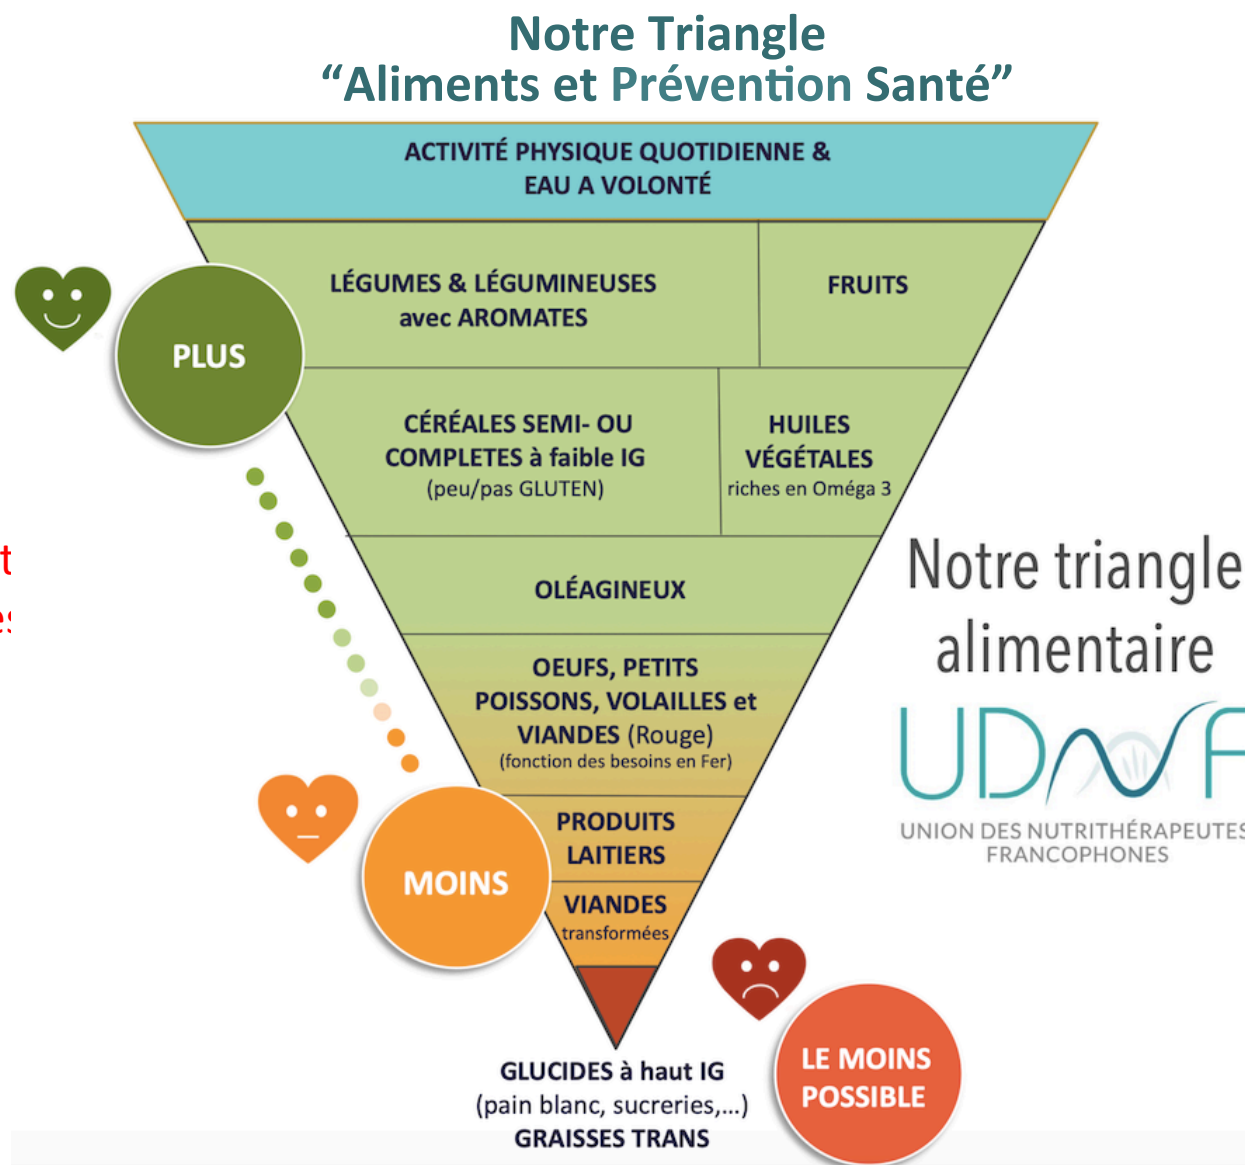 Notre Triangle
“Aliments et Prévention Santé”
ACTIVITÉ PHYSIQUE QUOTIDIENNE &
EAU A VOLONTÉ
LÉGUMES & LÉGUMINEUSES
avec AROMATES
FRUITS
PLUS
CÉRÉALES SEMI- OU
COMPLETES à faible IG
(peu/pas GLUTEN)
HUILES
VÉGÉTALES
riches en Oméga 3
OLÉAGINEUX
OEUFS, PETITS
POISSONS, VOLAILLES et
VIANDES (Rouge)
(fonction des besoins en Fer)
PRODUITS
LAITIERS
MOINS
VIANDES
transformées
GLUCIDES à haut IG
(pain blanc, sucreries,...)
GRAISSES TRANS
LE MOINS
POSSIBLE
Notre triangle
alimentaire
UDNF
UNION DES NUTRITHÉRAPEUTES
FRANCOPHONES